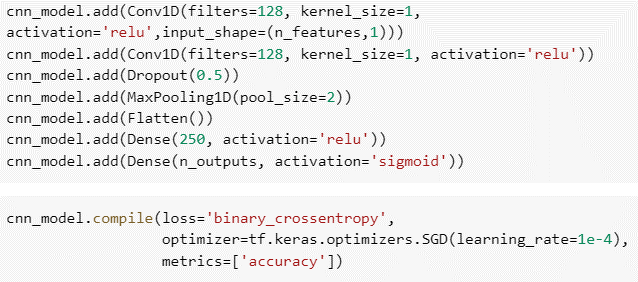 cnn_model.add(Conv1D(filters=128, kernel_size=1,
activation='relu',input_shape=(n_features,1)))
cnn_model.add(Conv1D(filters=128, kernel_size=1, activation='relu'))
cnn_model.add(Dropout(0.5))
cnn_model.add(MaxPooling1D(pool_size=2))
cnn_model.add(Flatten())
cnn_model.add(Dense(250, activation='relu'))
cnn_model.add(Dense(n_outputs, activation='sigmoid'))
cnn_model.compile(loss='binary_crossentropy',
optimizer=tf.keras.optimizers.SGD(learning_rate=1e-4),
metrics=['accuracy'])